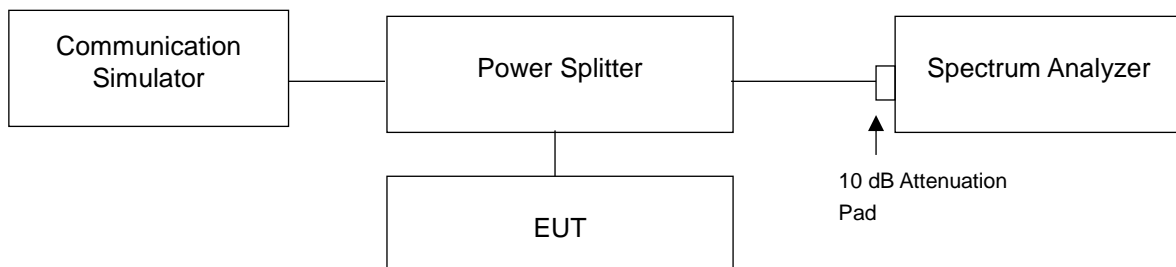 Communication
Simulator
Power Splitter
Spectrum Analyzer
10 dB Attenuation
Pad
EUT